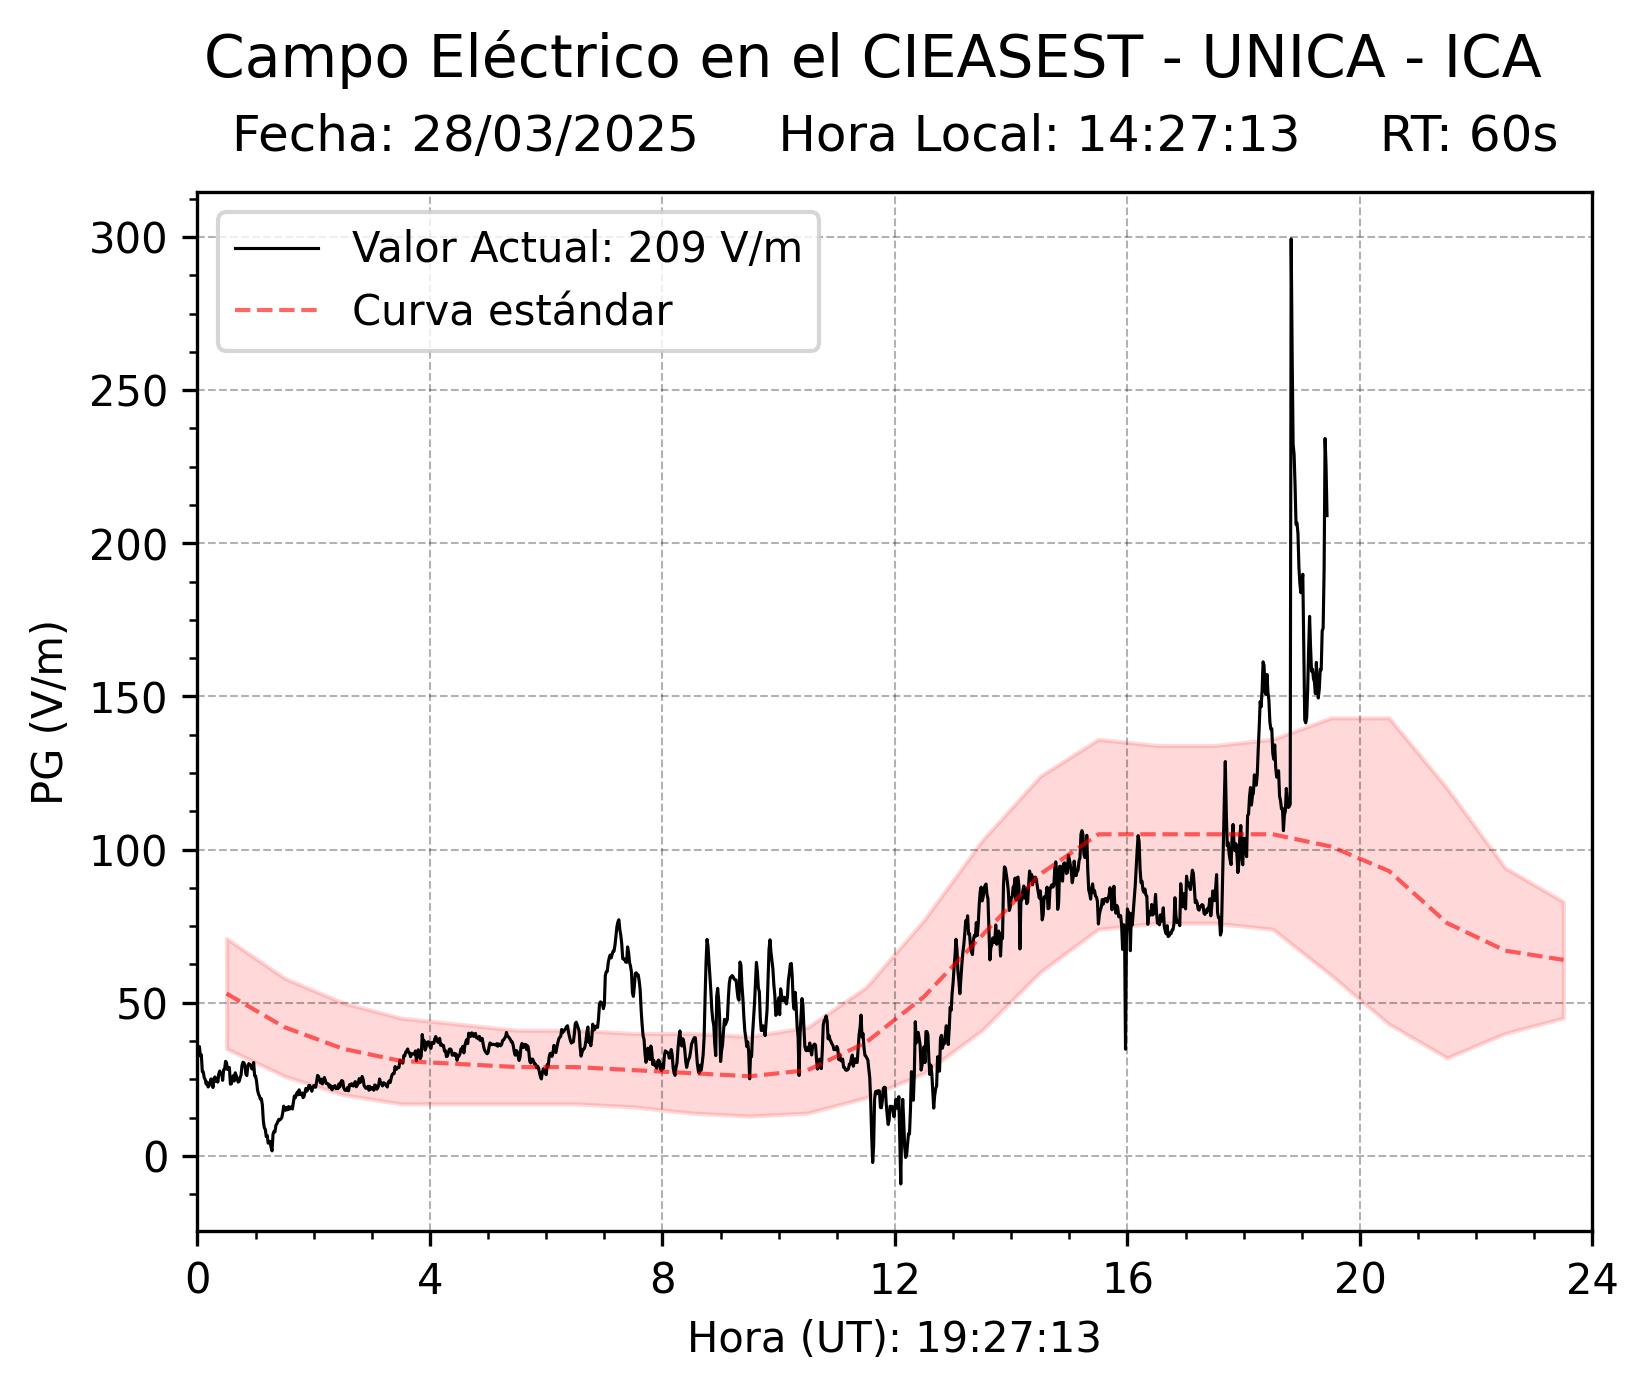 Campo Eléctrico en el CIEASEST - UNICA - ICA
Fecha: 28/03/2025 Hora Local: 14:27:13 RT: 60s
Valor Actual: 209 V/m
Curva estándar
PG (V/m)
300
250
200
150
100
50
0
0 4 8 12 16 20 24
Hora (UT): 19:27:13